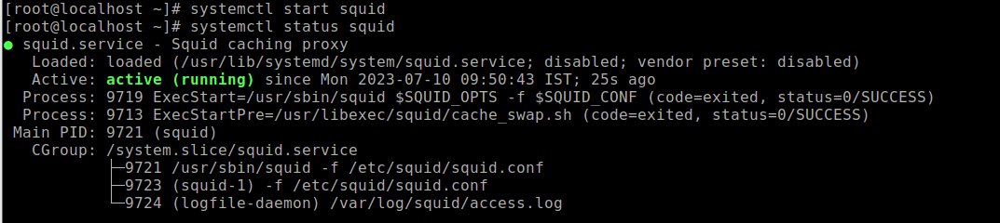 [root@localhost ~]# systemctl start squid
[root@localhost ~]# systemctl status squid
● squid.service - Squid caching proxy
   Loaded: loaded (/usr/lib/systemd/system/squid.service; disabled; vendor preset: disabled)
   Active: active (running) since Mon 2023-07-10 09:50:43 IST; 25s ago
  Process: 9719 ExecStart=/usr/sbin/squid $SQUID_OPTS -f $SQUID_CONF (code=exited, status=0/SUCCESS)
  Process: 9713 ExecStartPre=/usr/libexec/squid/cache_swap.sh (code=exited, status=0/SUCCESS)
 Main PID: 9721 (squid)
   CGroup: /system.slice/squid.service
           ├─9721 /usr/sbin/squid -f /etc/squid/squid.conf
           ├─9723 (squid-1) -f /etc/squid/squid.conf
           └─9724 (logfile-daemon) /var/log/squid/access.log